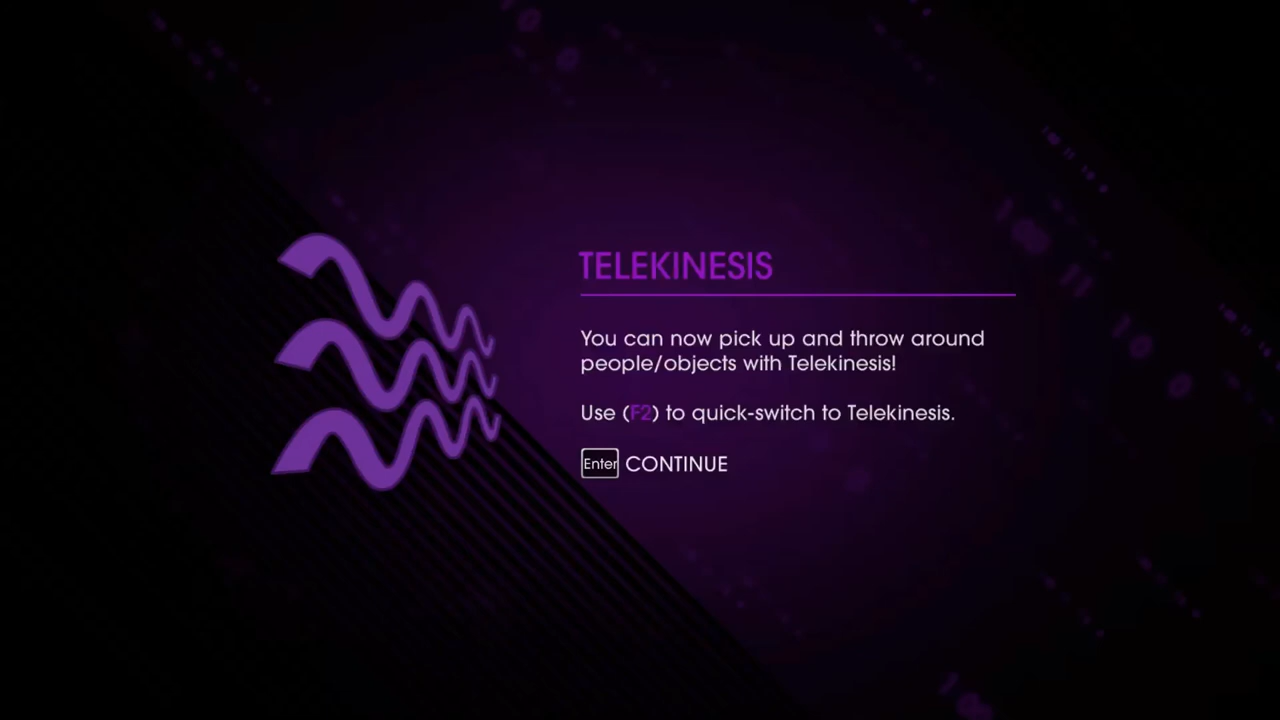 TELEKINESIS
You can now pick up and throw around
people/objects with Telekinesis!
Use (F2) to quick-switch to Telekinesis.
Enter CONTINUE